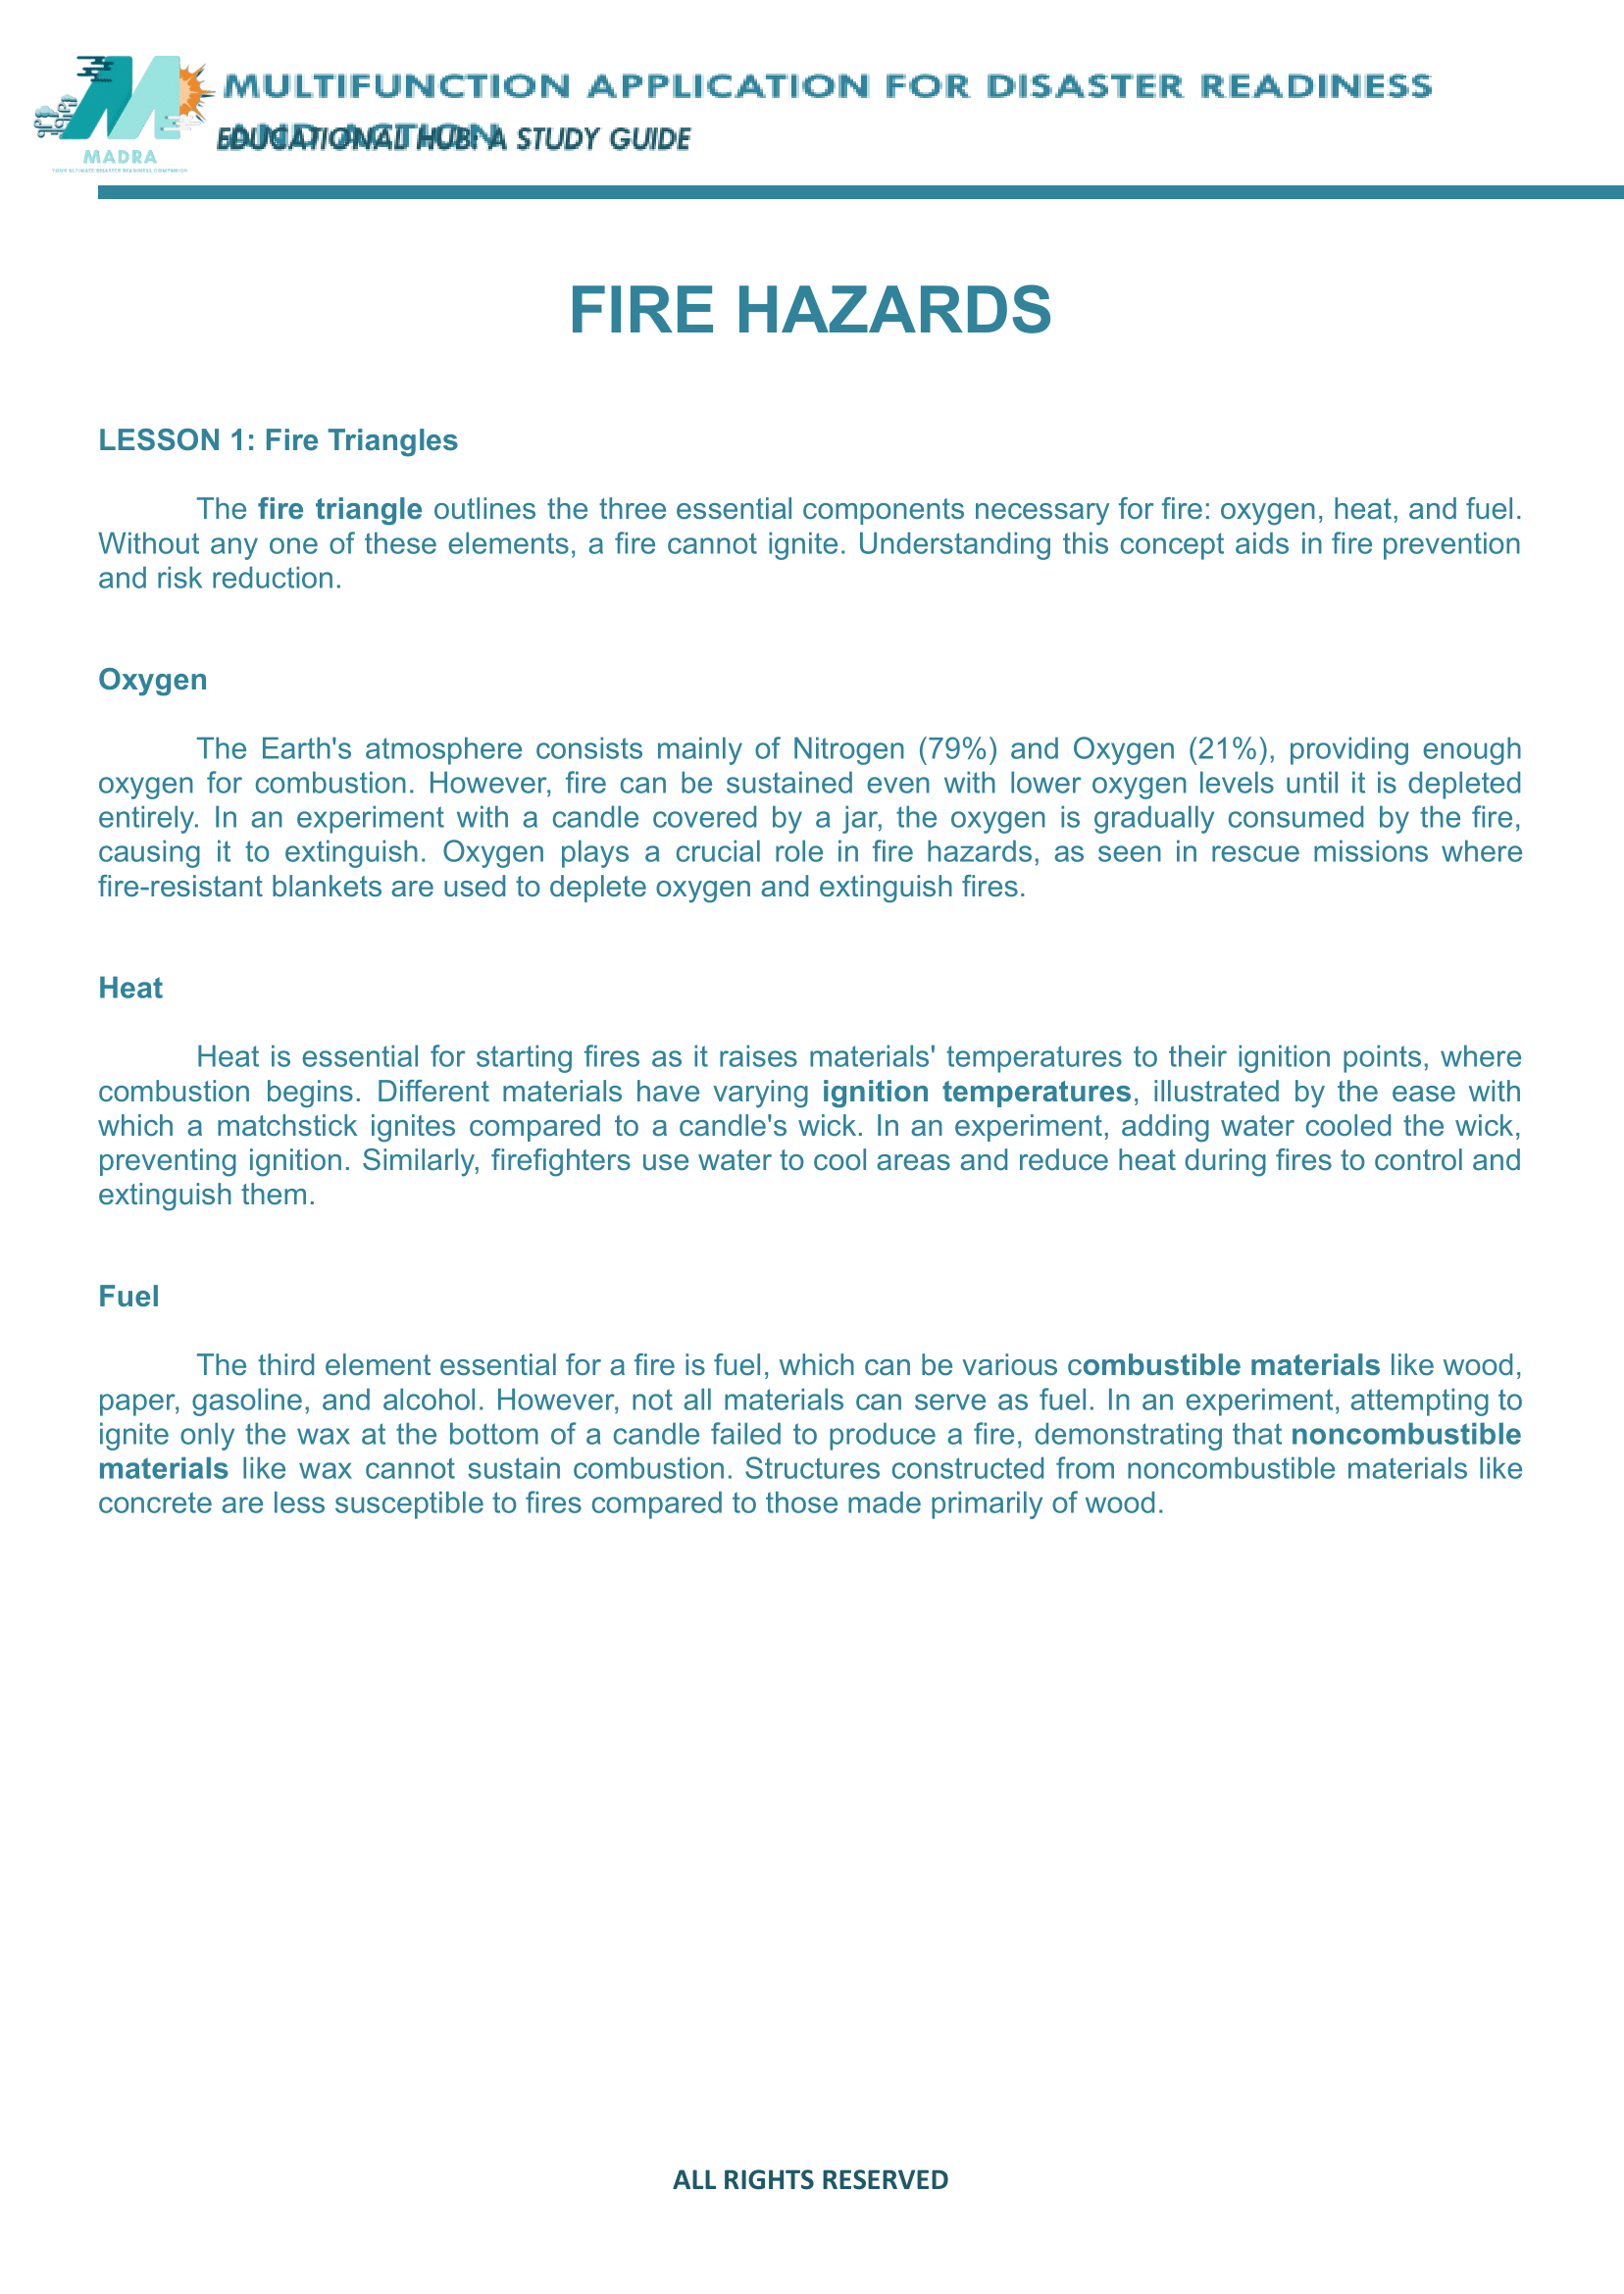 MULTIFUNCTION APPLICATION FOR DISASTER READINESS
AND ACTION
EDUCATIONAL HUB: A STUDY GUIDE
MADRA
YOUR ULTIMATE DISASTER READINESS COMPANION
FIRE HAZARDS
LESSON 1: Fire Triangles
The fire triangle outlines the three essential components necessary for fire: oxygen, heat, and fuel.
Without any one of these elements, a fire cannot ignite. Understanding this concept aids in fire prevention
and risk reduction.
Oxygen
The Earth's atmosphere consists mainly of Nitrogen (79%) and Oxygen (21%), providing enough
oxygen for combustion. However, fire can be sustained even with lower oxygen levels until it is depleted
entirely. In an experiment with a candle covered by a jar, the oxygen is gradually consumed by the fire,
causing it to extinguish. Oxygen plays a crucial role in fire hazards, as seen in rescue missions where
fire-resistant blankets are used to deplete oxygen and extinguish fires.
Heat
Heat is essential for starting fires as it raises materials' temperatures to their ignition points, where
combustion begins. Different materials have varying ignition temperatures, illustrated by the ease with
which a matchstick ignites compared to a candle's wick. In an experiment, adding water cooled the wick,
preventing ignition. Similarly, firefighters use water to cool areas and reduce heat during fires to control and
extinguish them.
Fuel
The third element essential for a fire is fuel, which can be various combustible materials like wood,
paper, gasoline, and alcohol. However, not all materials can serve as fuel. In an experiment, attempting to
ignite only the wax at the bottom of a candle failed to produce a fire, demonstrating that noncombustible
materials like wax cannot sustain combustion. Structures constructed from noncombustible materials like
concrete are less susceptible to fires compared to those made primarily of wood.
ALL RIGHTS RESERVED